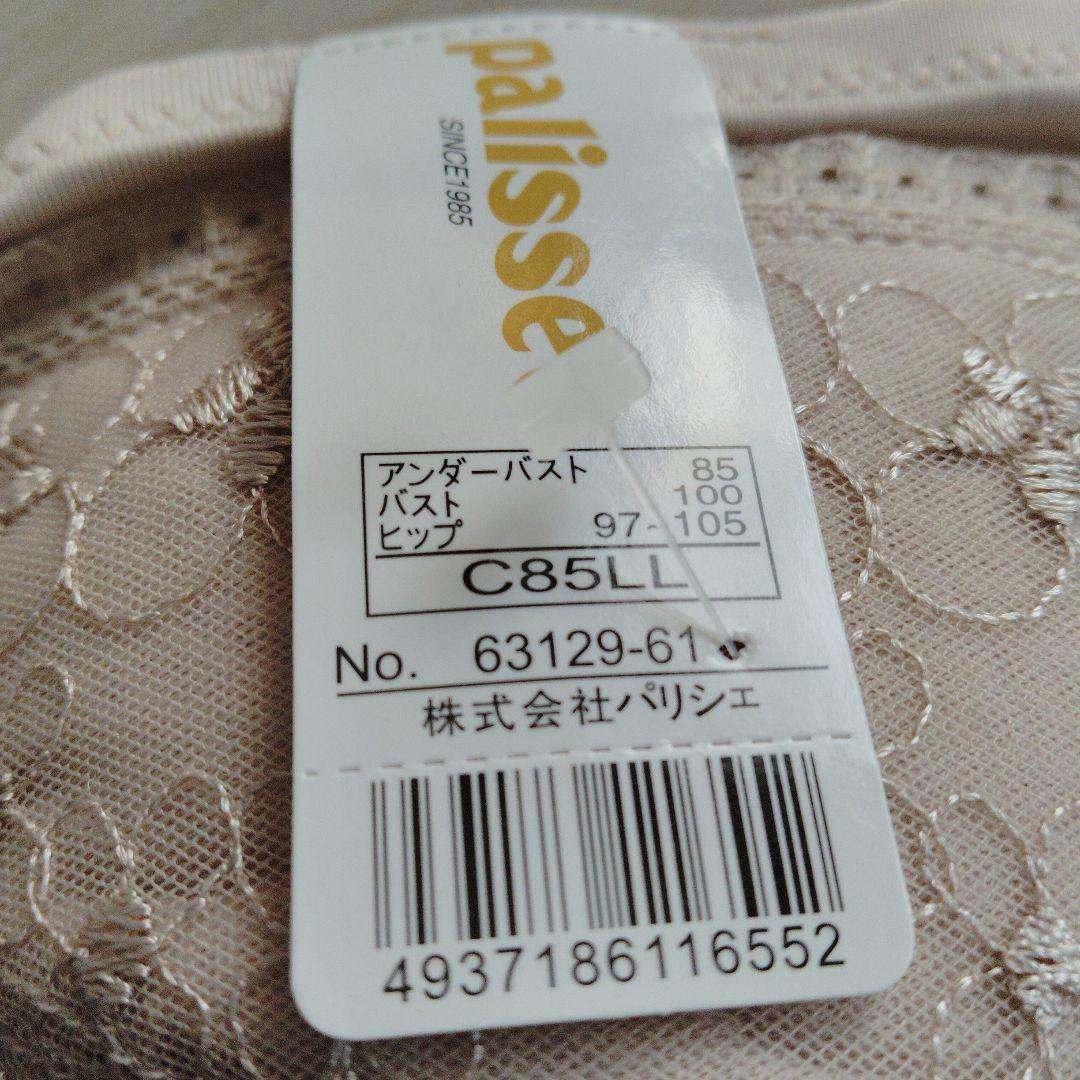 palisse
SINCE1985
アンダーバスト 85
バスト 100
ヒップ 97~105
C85LL
No. 63129-61
株式会社パリシェ
4937186116552